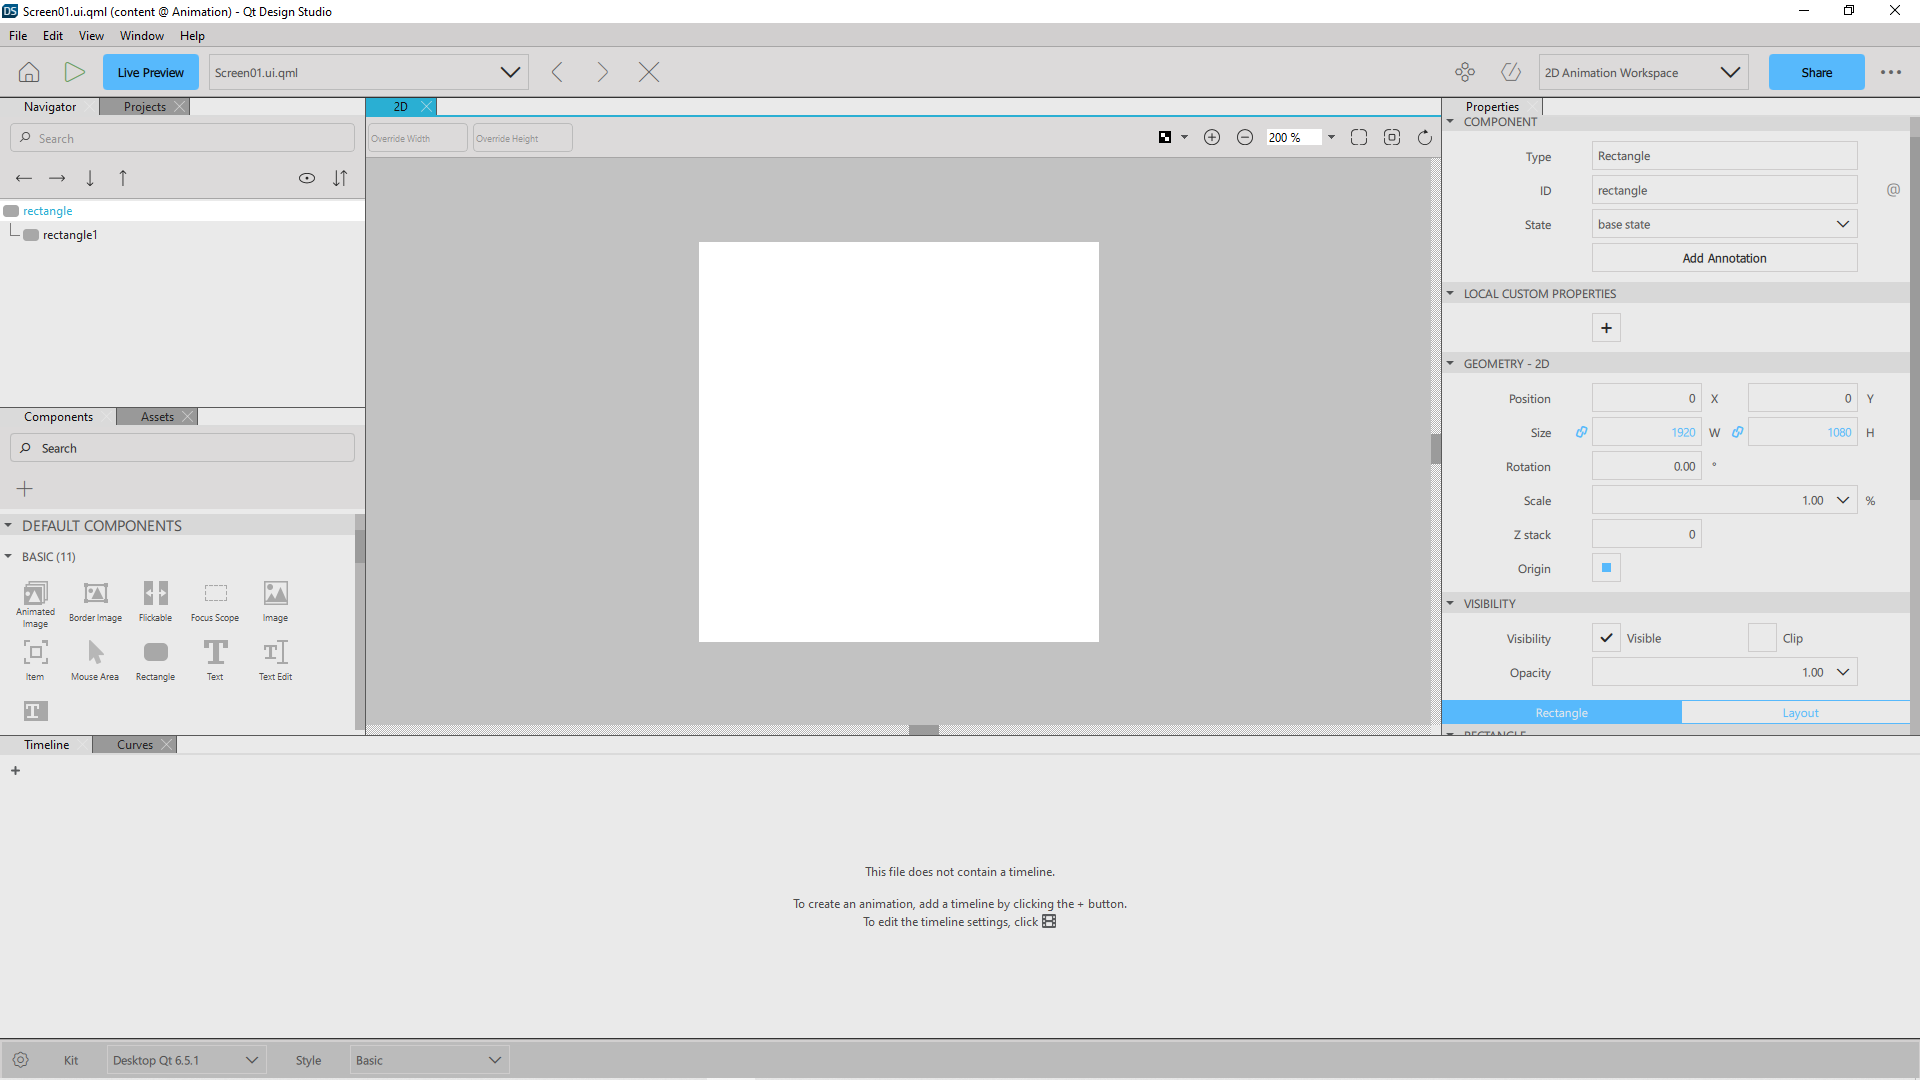 DS Screen01.ui.qml (content @ Animation) - Qt Design Studio
File Edit View Window Help
Live Preview Screen01.ui.qml 2D Animation Workspace Share
Navigator Projects 2D Properties
Search
Override Width Override Height 200 %
rectangle
rectangle1
Components Assets
Search
DEFAULT COMPONENTS
BASIC (11)
Animated Image
Border Image
Flickable
Focus Scope
Image
Item
Mouse Area
Rectangle
Text
Text Edit
COMPONENT
Type Rectangle
ID rectangle @
State base state
Add Annotation
LOCAL CUSTOM PROPERTIES
+
GEOMETRY - 2D
Position 0 X 0 Y
Size 1920 W 1080 H
Rotation 0.00 °
Scale 1.00 %
Z stack 0
Origin
VISIBILITY
Visibility Visible Clip
Opacity 1.00
Rectangle Layout
RECTANGLE
Timeline Curves
+
This file does not contain a timeline.
To create an animation, add a timeline by clicking the + button.
To edit the timeline settings, click
Kit Desktop Qt 6.5.1 Style Basic